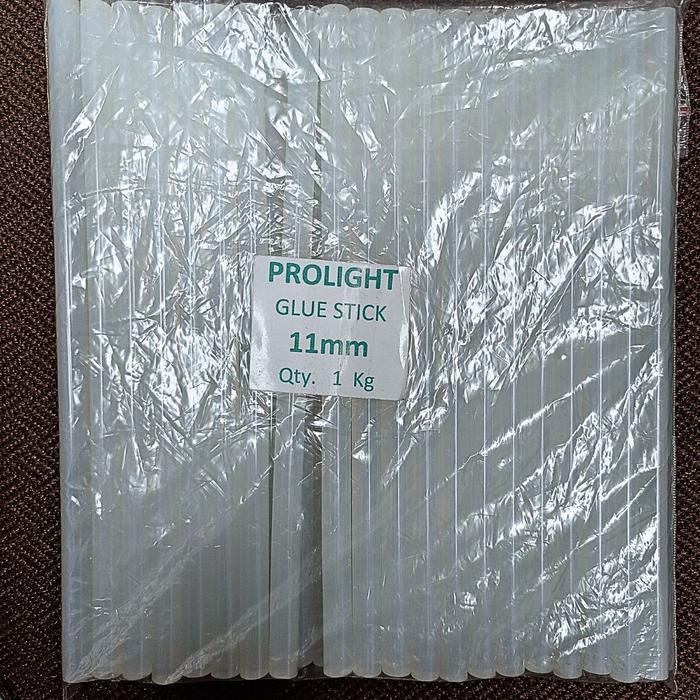 PROLIGHT
GLUE STICK
11mm
Qty. 1 Kg